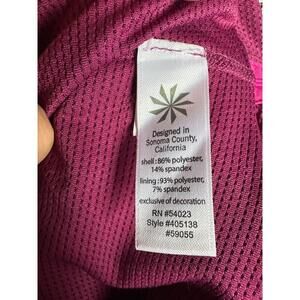 Designed in
Sonoma County,
California
shell:86% polyester,
14% spandex
lining:93% polyester,
7% spandex
exclusive of decoration
RN #54023
Style #405138
#59055